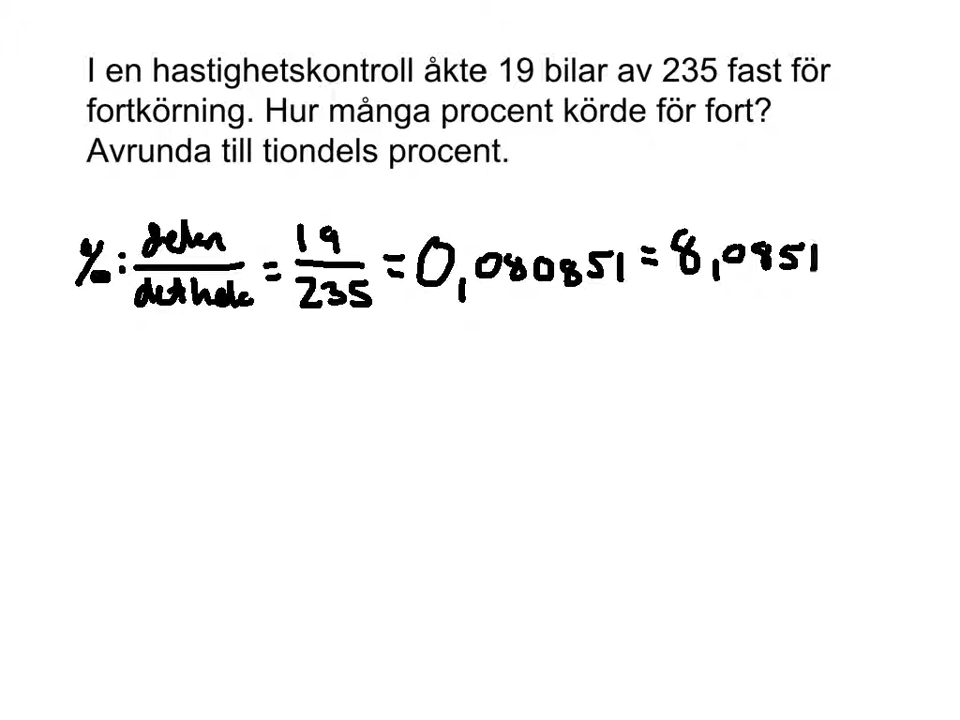 I en hastighetskontroll åkte 19 bilar av 235 fast för
fortkörning. Hur många procent körde för fort?
Avrunda till tiondels procent.
%: delen/det hela = 19/235 = 0,080851 = 8,0851